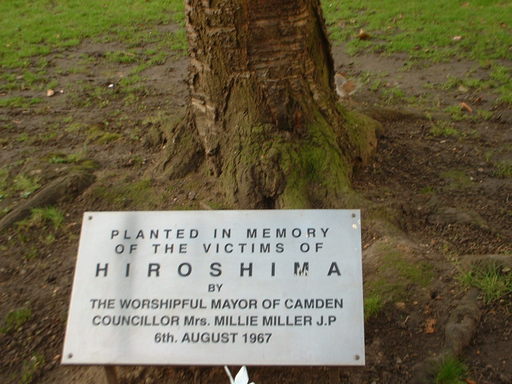 PLANTED IN MEMORY
OF THE VICTIMS OF
HIROSHIMA
BY
THE WORSHIPFUL MAYOR OF CAMDEN
COUNCILLOR Mrs. MILLIE MILLER J.P
6th. AUGUST 1967